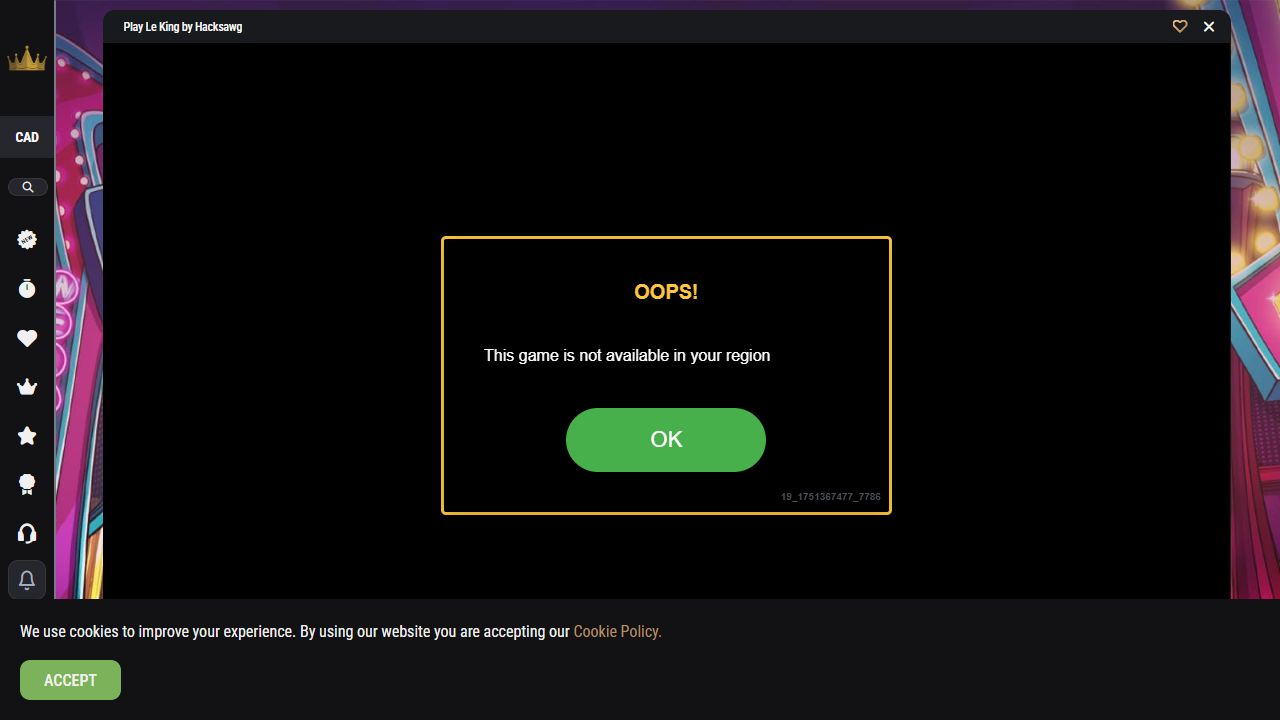 Play Le King by Hacksawg
CAD
NEW
OOPS!
This game is not available in your region
OK
19_1751367477_7786
We use cookies to improve your experience. By using our website you are accepting our Cookie Policy.
ACCEPT